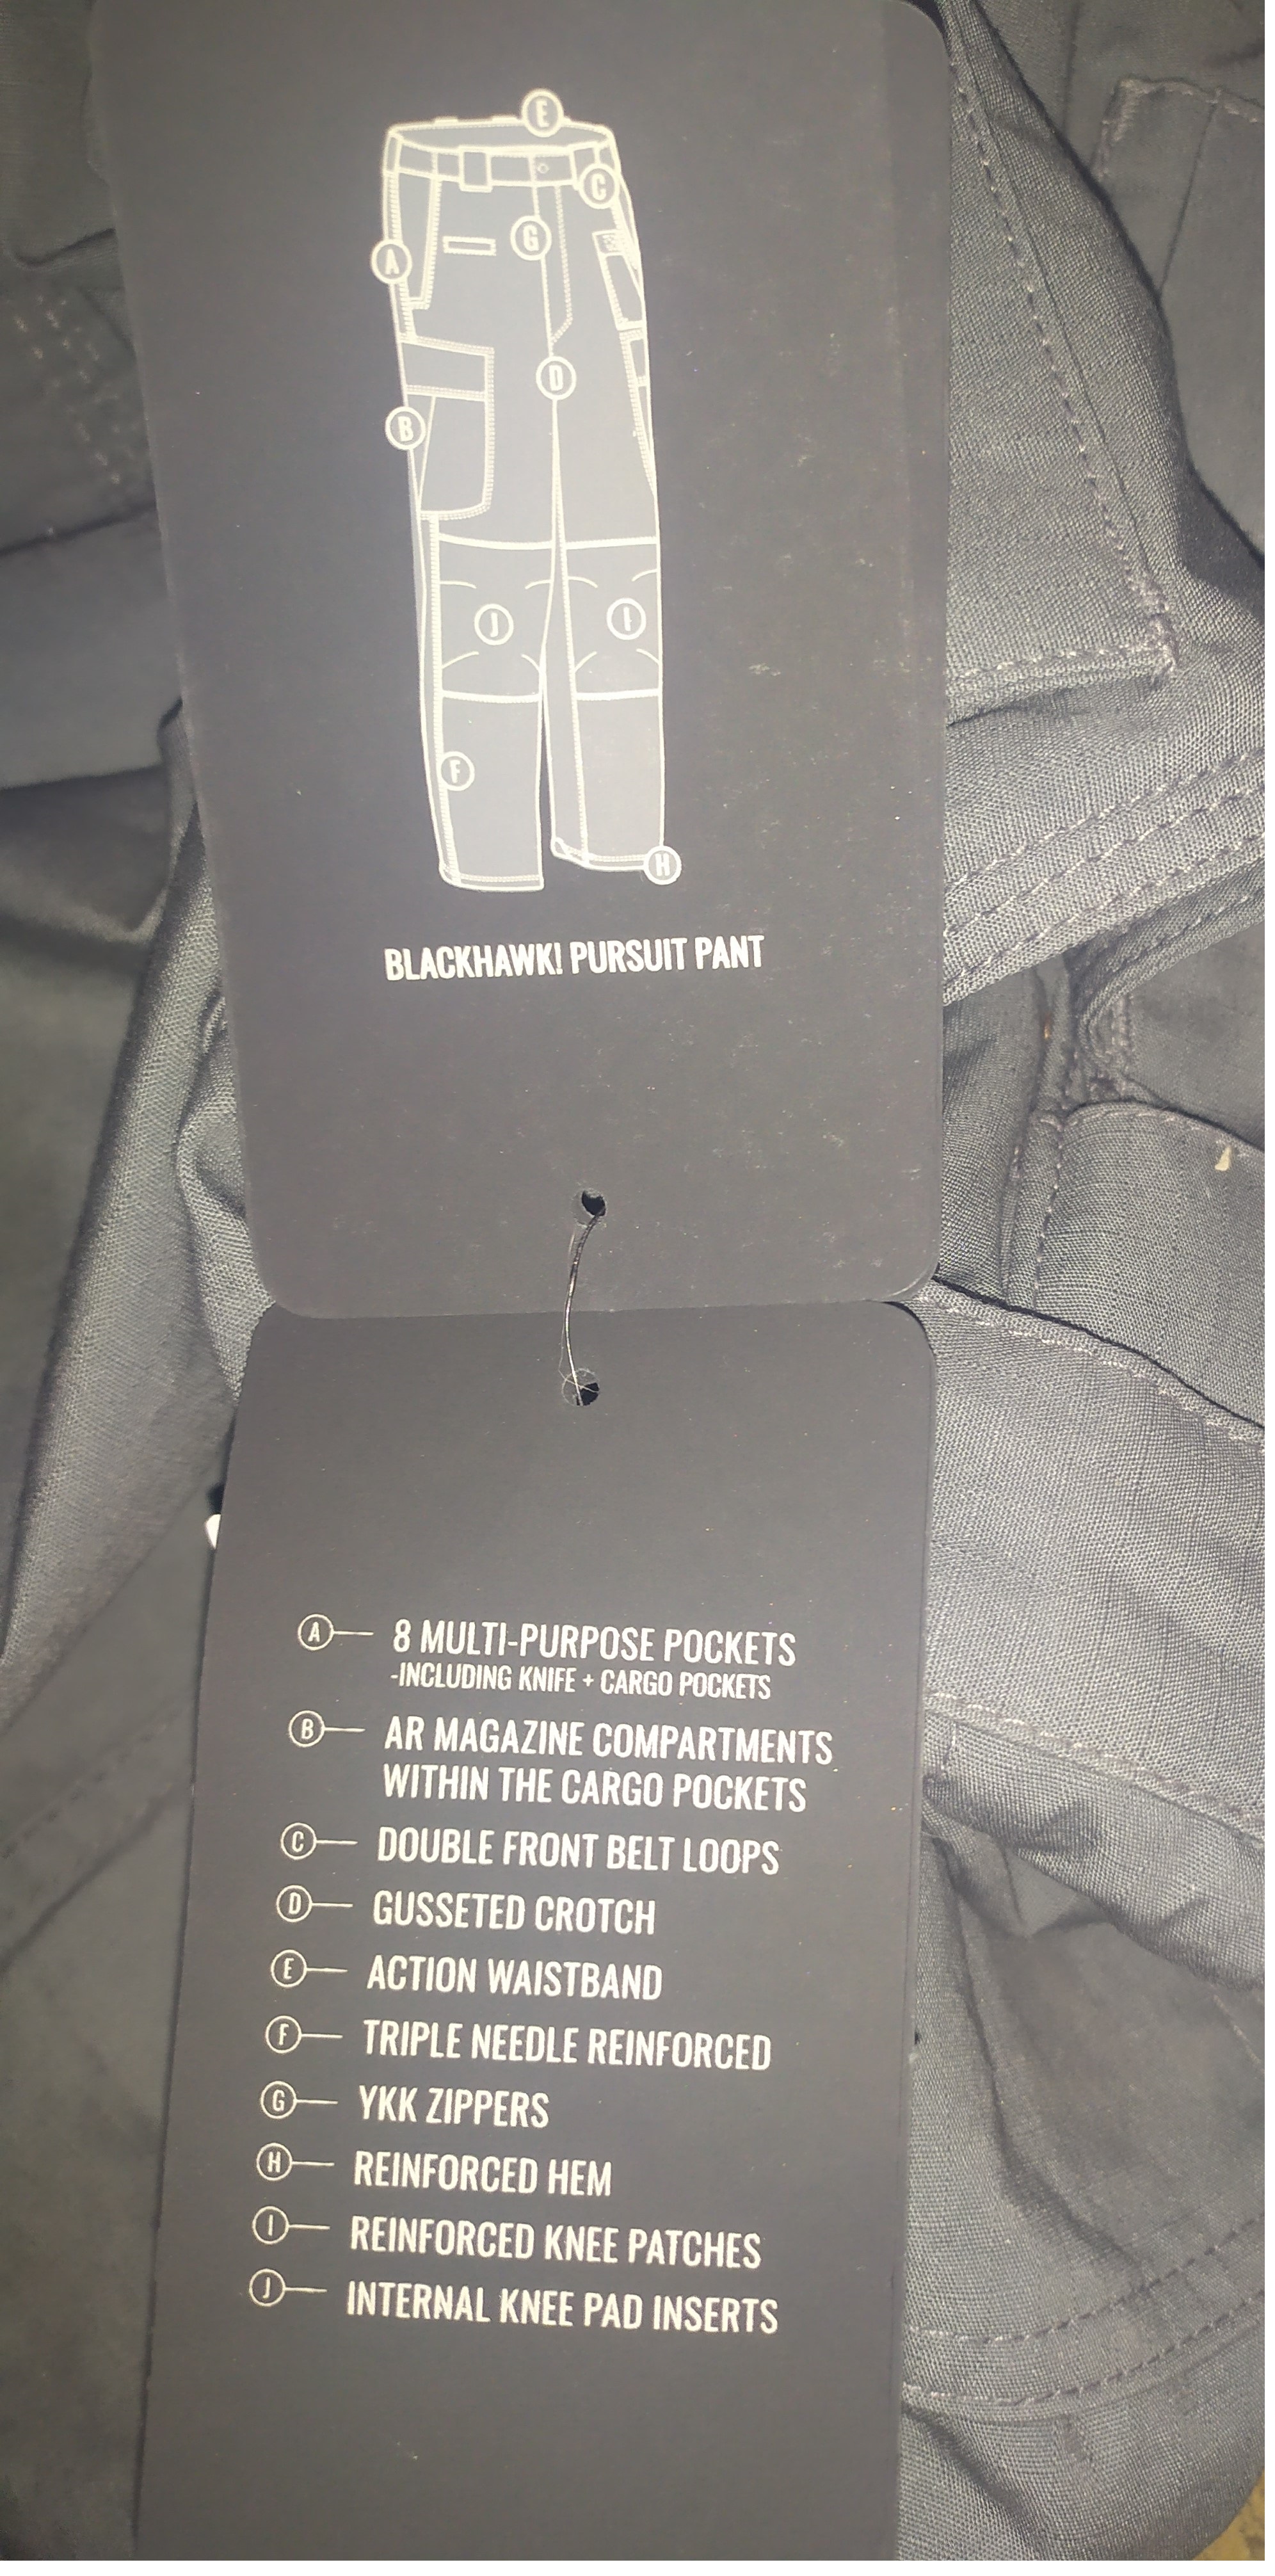 E
C
G
A
D
B
J
I
F
H
BLACKHAWK! PURSUIT PANT
A 8 MULTI-PURPOSE POCKETS
-INCLUDING KNIFE + CARGO POCKETS
B AR MAGAZINE COMPARTMENTS
WITHIN THE CARGO POCKETS
C DOUBLE FRONT BELT LOOPS
D GUSSETED CROTCH
E ACTION WAISTBAND
F TRIPLE NEEDLE REINFORCED
G YKK ZIPPERS
H REINFORCED HEM
I REINFORCED KNEE PATCHES
J INTERNAL KNEE PAD INSERTS